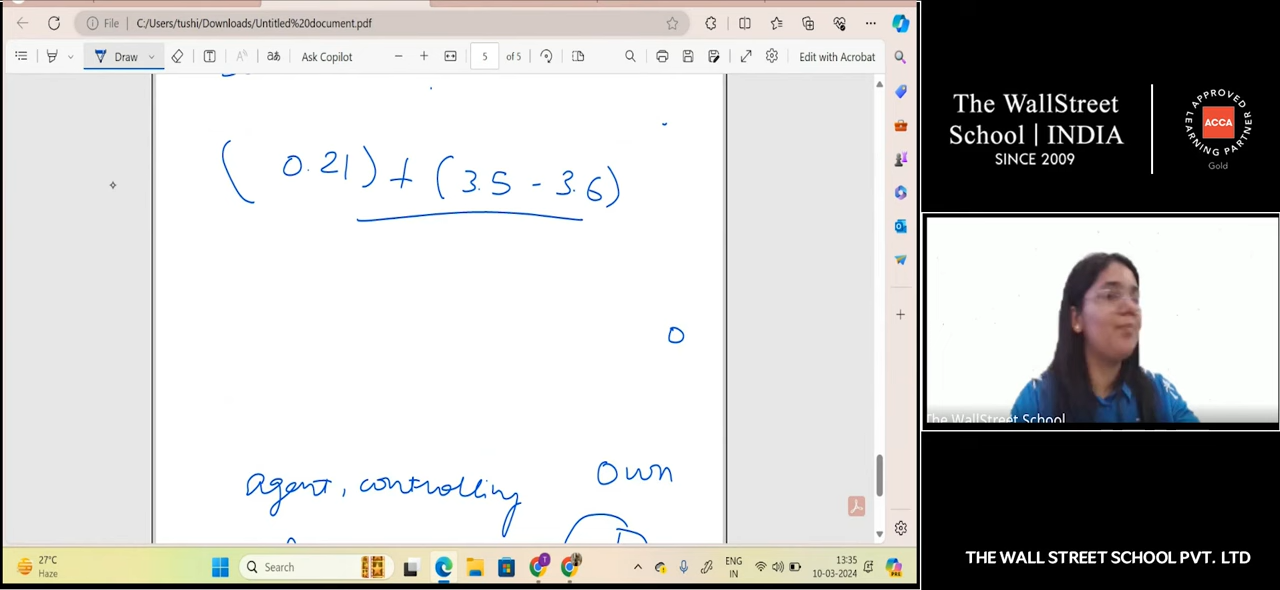 File C:/Users/tushi/Downloads/Untitled%20document.pdf
Draw Ask Copilot 5 of 5 Edit with Acrobat
( 0.21) + (3.5 - 3.6)
0
agent, controlling
own
The WallStreet
School | INDIA
SINCE 2009
APPROVED
ACCA
LEARNING PARTNER
Gold
The WallStreet School
THE WALL STREET SCHOOL PVT. LTD
27°C
Haze
Search
ENG
IN
13:35
10-03-2024